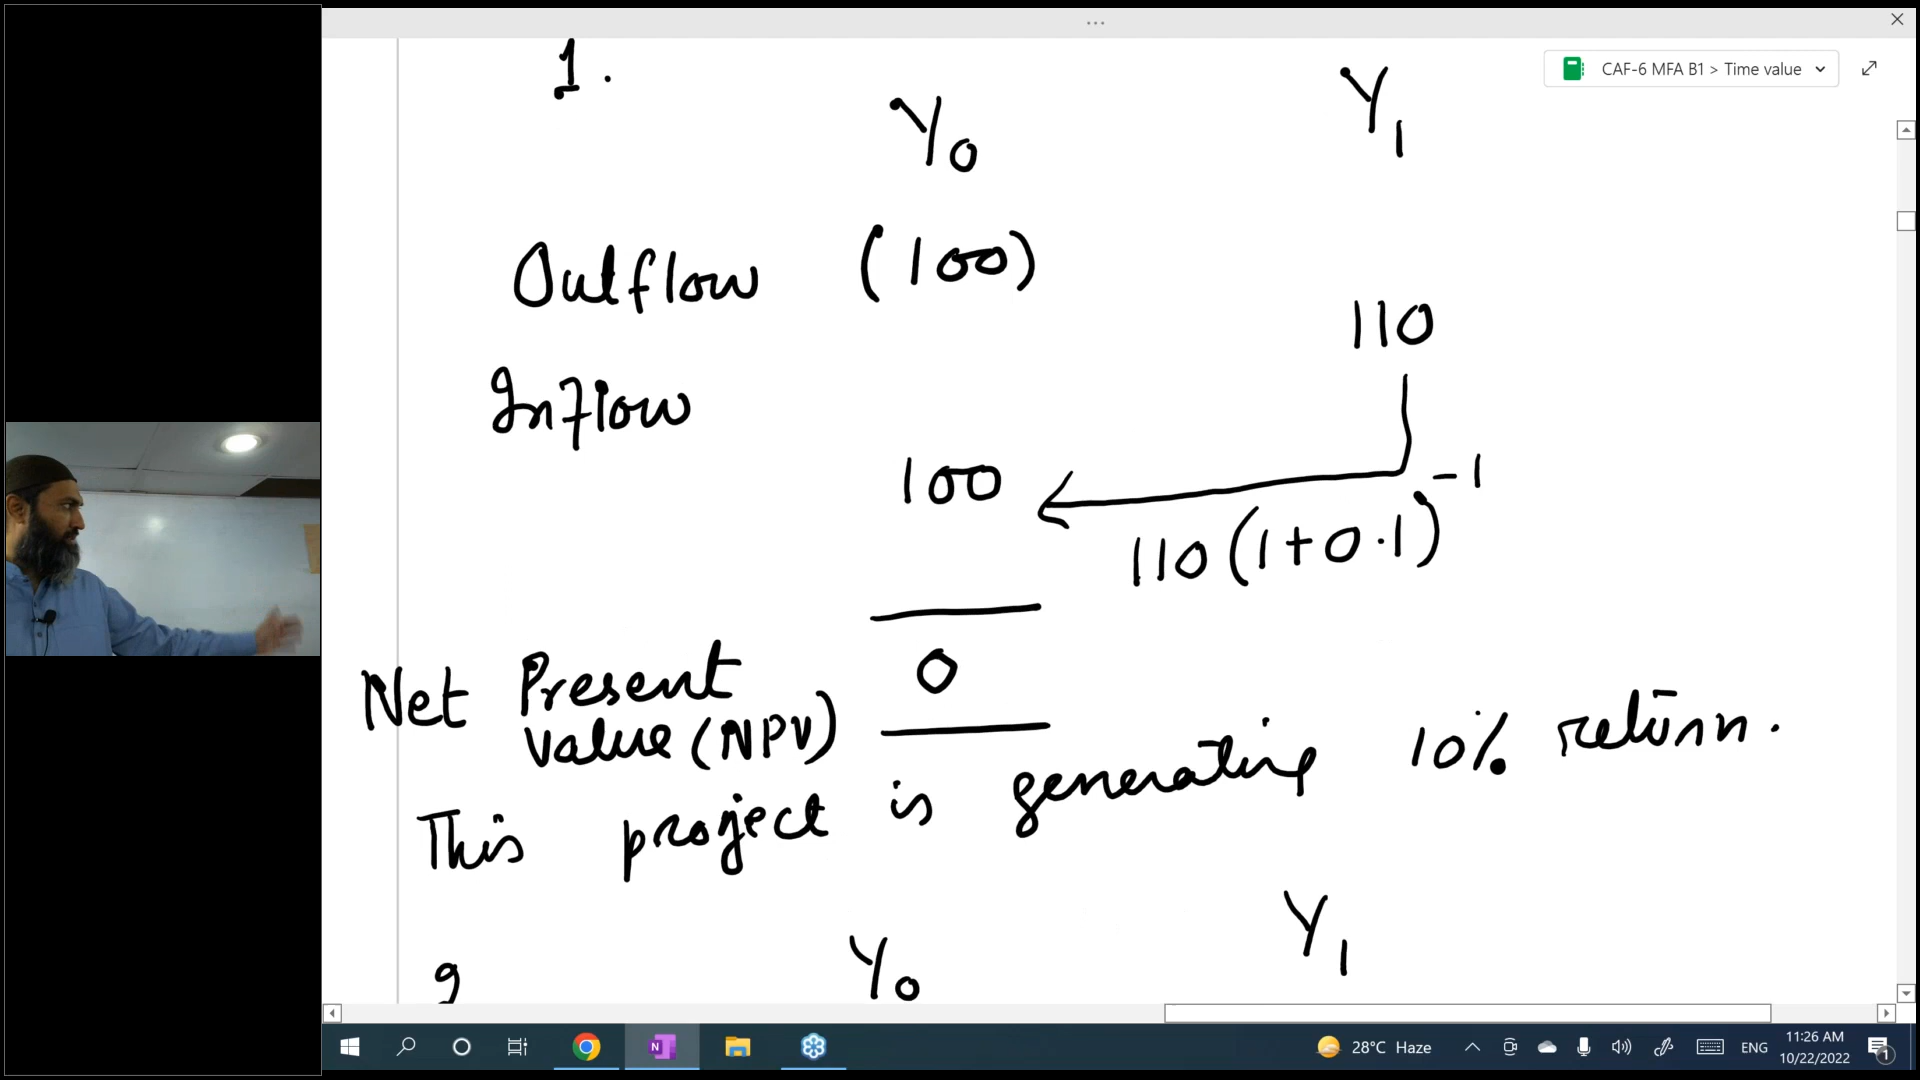 ...
CAF-6 MFA B1 > Time value
1.
Y0 Y1
Outflow (100)
110
Inflow
100
110(1+0.1)^-1
Net Present Value (NPV) 0
This project is generating 10% return.
Y0 Y1
28°C Haze
ENG
11:26 AM
10/22/2022
1